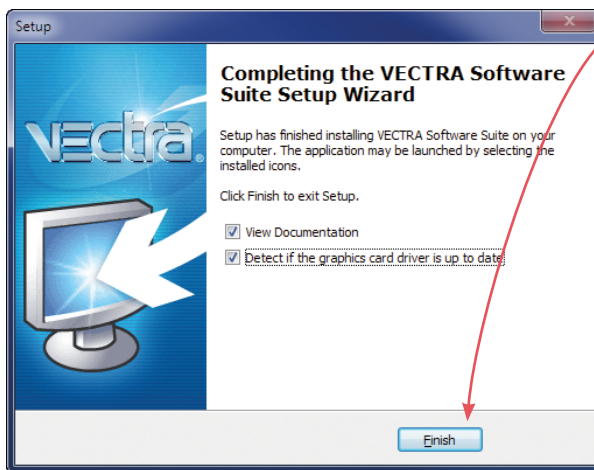 Setup
vectra
Completing the VECTRA Software
Suite Setup Wizard
Setup has finished installing VECTRA Software Suite on your
computer. The application may be launched by selecting the
installed icons.
Click Finish to exit Setup.
View Documentation
Detect if the graphics card driver is up to date
Finish